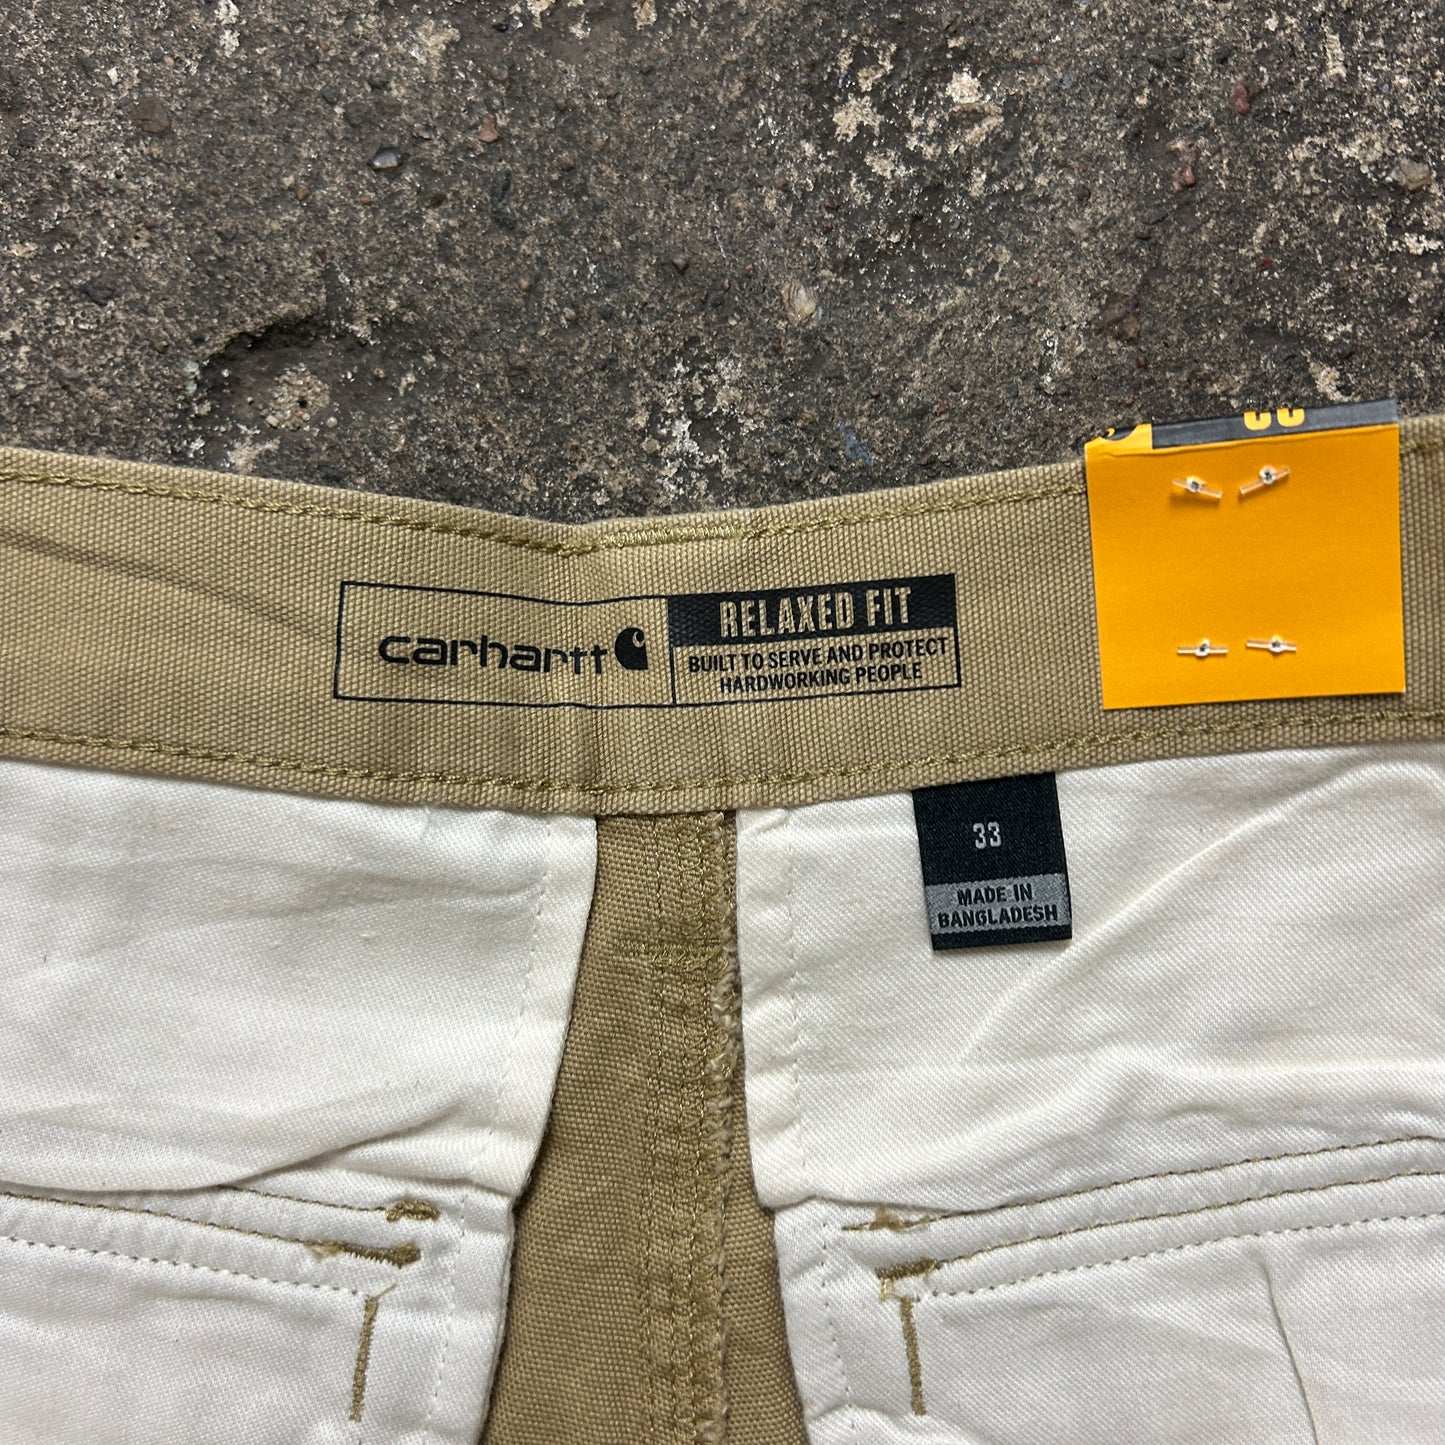 carhartt
RELAXED FIT
BUILT TO SERVE AND PROTECT
HARDWORKING PEOPLE
33
MADE IN
BANGLADESH